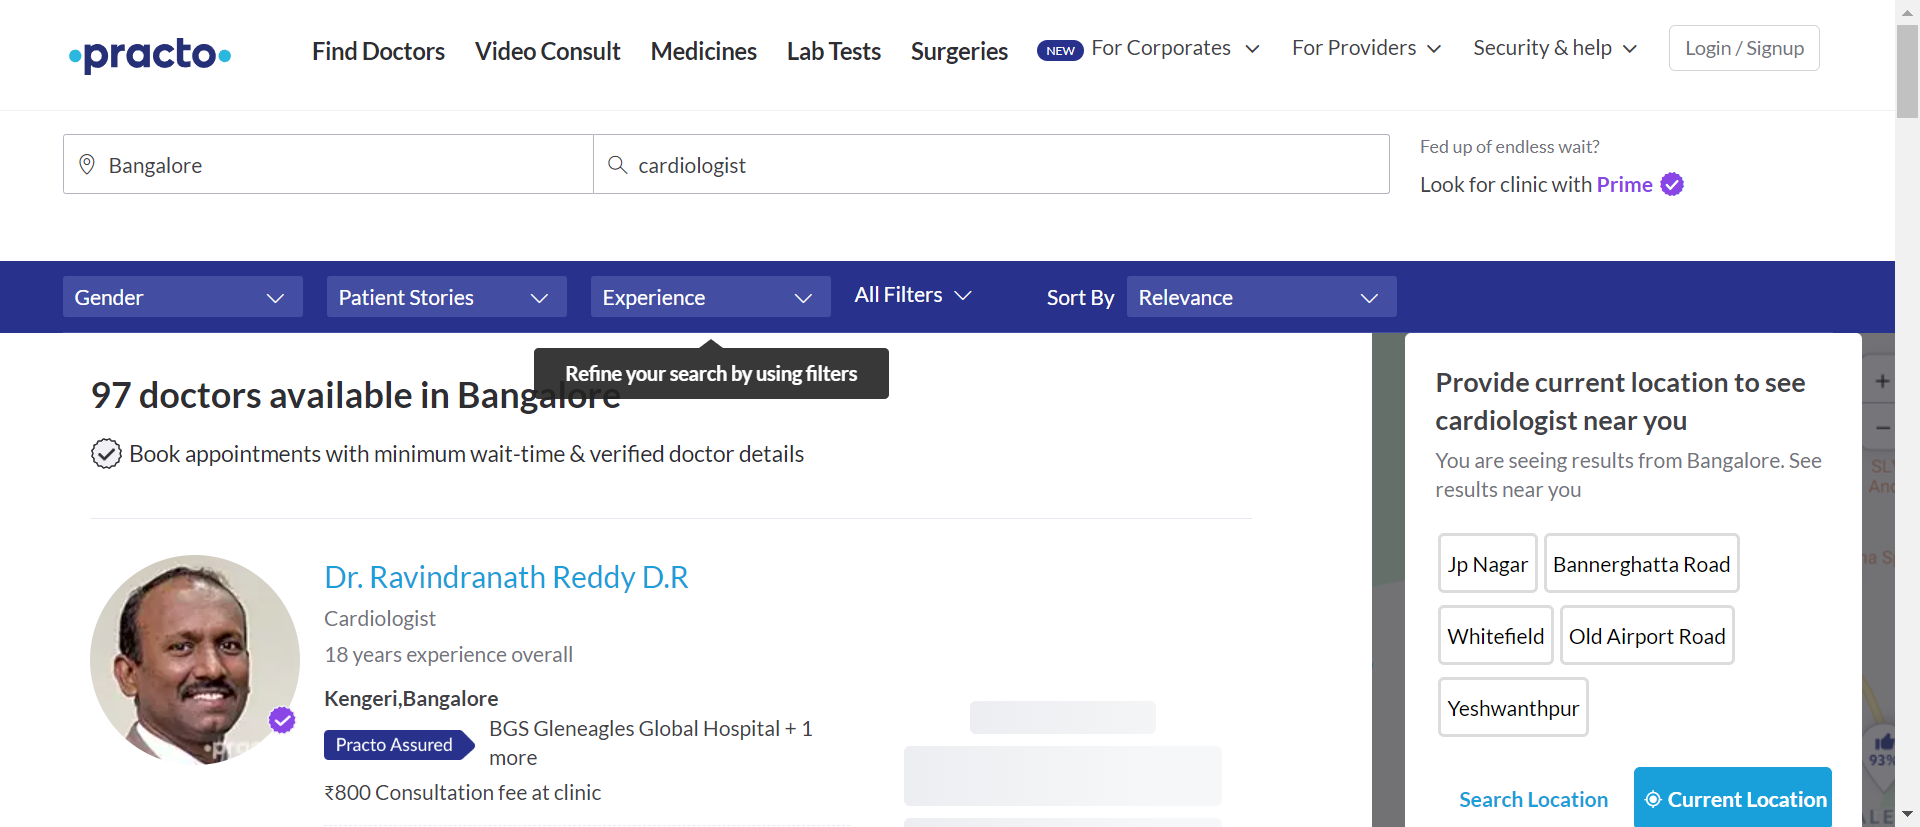 practo
Find Doctors
Video Consult
Medicines
Lab Tests
Surgeries
NEW
For Corporates
For Providers
Security & help
Login / Signup
Bangalore
cardiologist
Fed up of endless wait?
Look for clinic with Prime
Gender
Patient Stories
Experience
All Filters
Sort By
Relevance
Refine your search by using filters
97 doctors available in Bangalore
Book appointments with minimum wait-time & verified doctor details
Dr. Ravindranath Reddy D.R
Cardiologist
18 years experience overall
Kengeri,Bangalore
Practo Assured
BGS Gleneagles Global Hospital + 1
more
₹800 Consultation fee at clinic
Provide current location to see
cardiologist near you
You are seeing results from Bangalore. See
results near you
Jp Nagar
Bannerghatta Road
Whitefield
Old Airport Road
Yeshwanthpur
Search Location
Current Location
+
−
93%